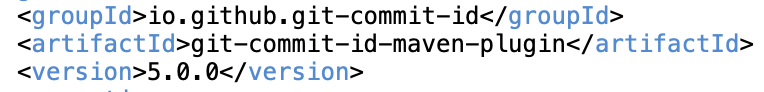 <groupId>io.github.git-commit-id</groupId>
<artifactId>git-commit-id-maven-plugin</artifactId>
<version>5.0.0</version>